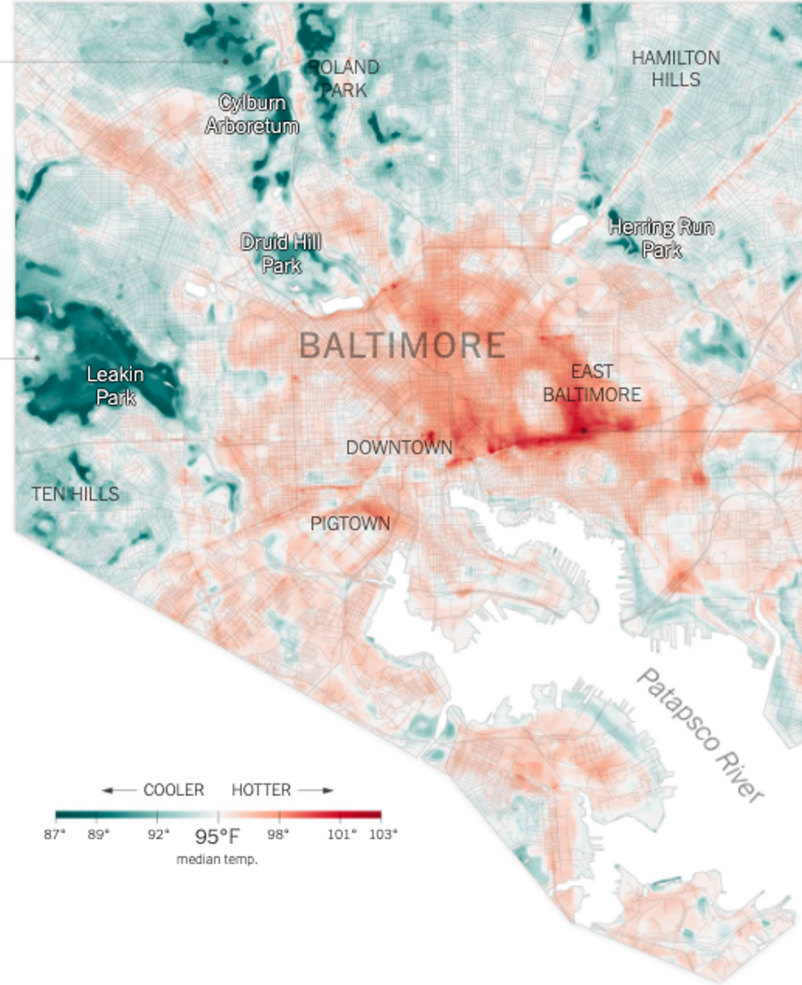 ROLAND
PARK
HAMILTON
HILLS
Cylburn
Arboretum
Druid Hill
Park
Herring Run
Park
BALTIMORE
Leakin
Park
EAST
BALTIMORE
DOWNTOWN
TEN HILLS
PIGTOWN
Patapsco River
COOLER HOTTER
87° 89° 92° 95°F 98° 101° 103°
median temp.